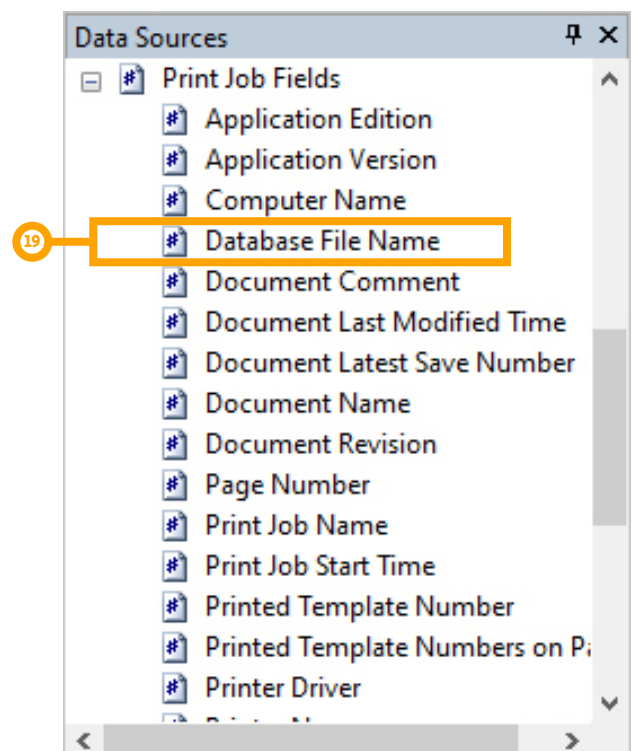 Data Sources
Print Job Fields
Application Edition
Application Version
Computer Name
19 Database File Name
Document Comment
Document Last Modified Time
Document Latest Save Number
Document Name
Document Revision
Page Number
Print Job Name
Print Job Start Time
Printed Template Number
Printed Template Numbers on
Printer Driver